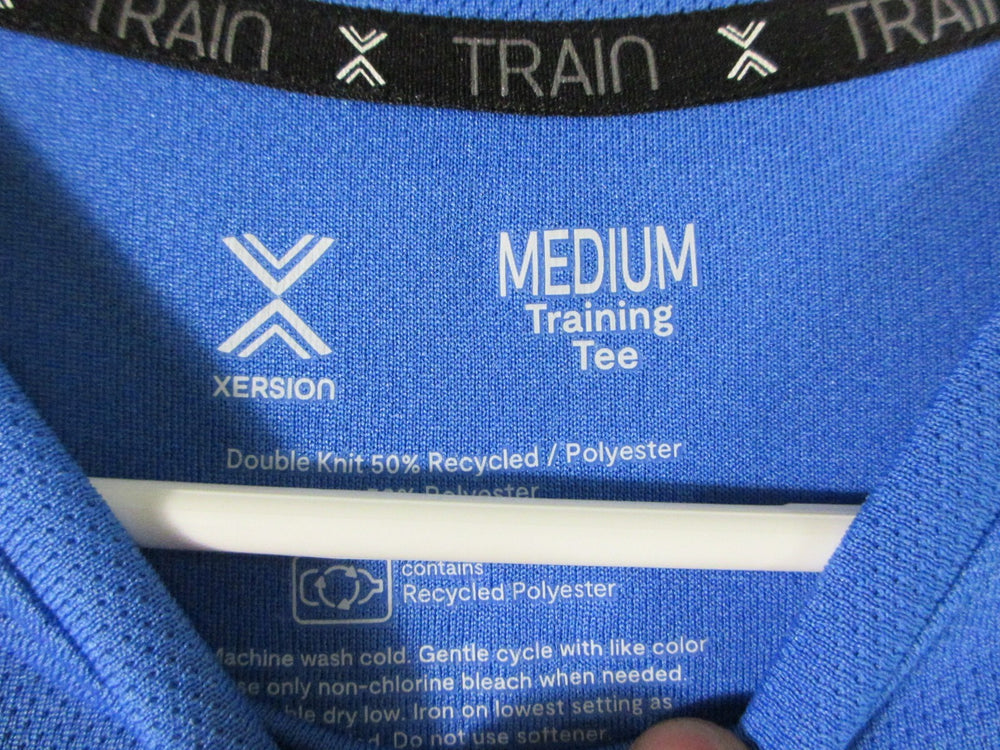 TRAIN TRAIN TRAIN
MEDIUM
Training
Tee
XERSION
Double Knit 50% Recycled / Polyester
50% Polyester
contains
Recycled Polyester
Machine wash cold. Gentle cycle with like color
only non-chlorine bleach when needed.
dry low. Iron on lowest setting as
Do not use softener.